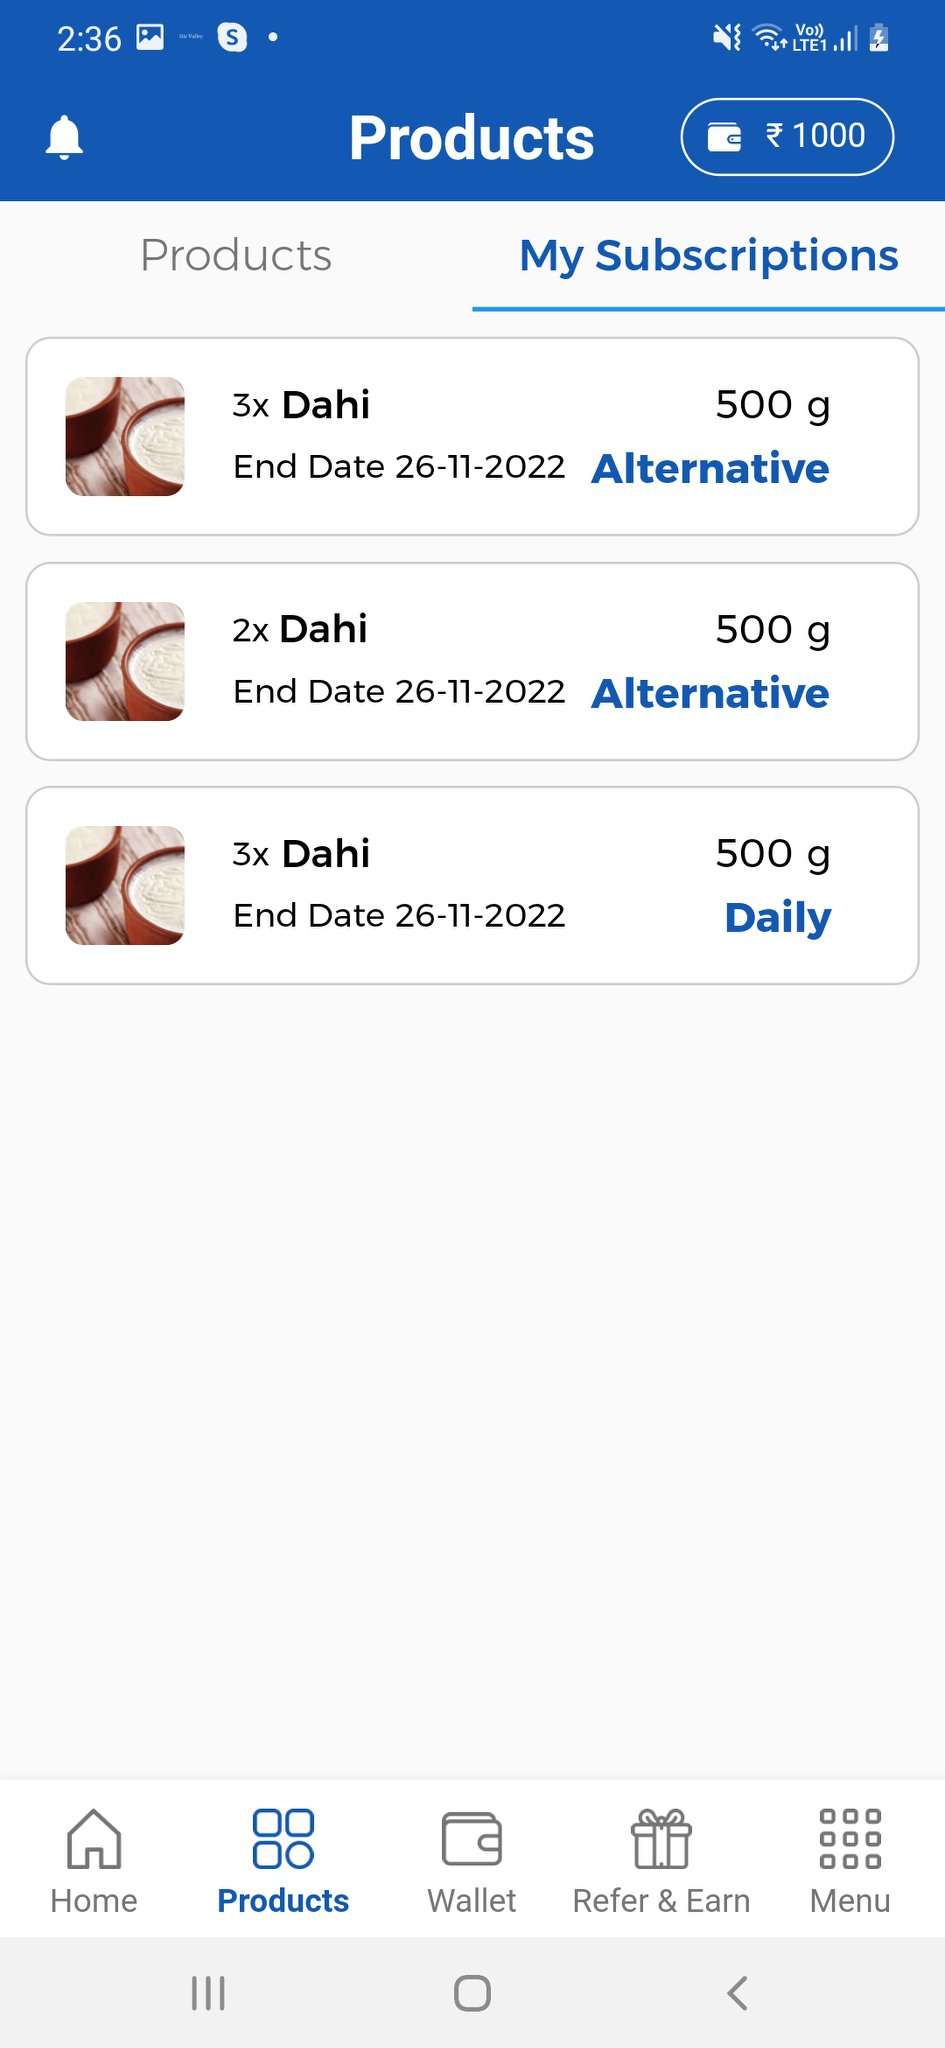 2:36
S
Vo)) LTE1
Products
₹ 1000
Products
My Subscriptions
3x Dahi
500 g
End Date 26-11-2022
Alternative
2x Dahi
500 g
End Date 26-11-2022
Alternative
3x Dahi
500 g
End Date 26-11-2022
Daily
Home
Products
Wallet
Refer & Earn
Menu